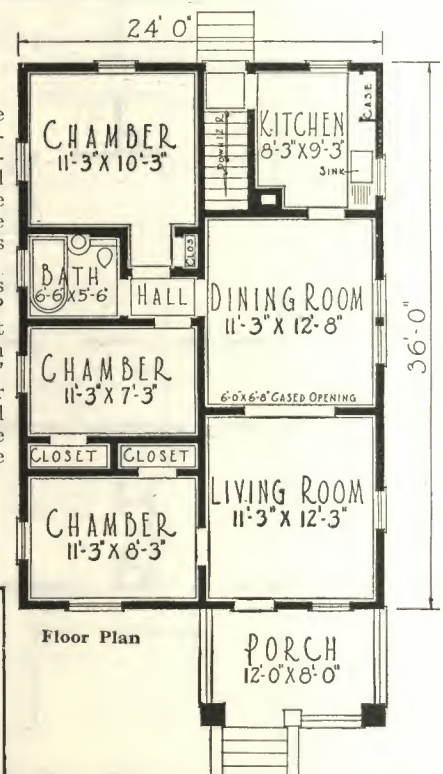 24' 0"
CHAMBER
11'-3" X 10'-3"
DOWN 12 R
KITCHEN
8'-3" X 9'-3"
CASE
SINK
CLOS
BATH
6'-6" X 5'-6"
HALL
DINING ROOM
11'-3" X 12'-8"
36'-0"
CHAMBER
11'-3" X 7'-3"
6'-0 X 6'-8" CASED OPENING
CLOSET
CLOSET
LIVING ROOM
11'-3" X 12'-3"
CHAMBER
11'-3" X 8'-3"
Floor Plan
PORCH
12'-0" X 8'-0"